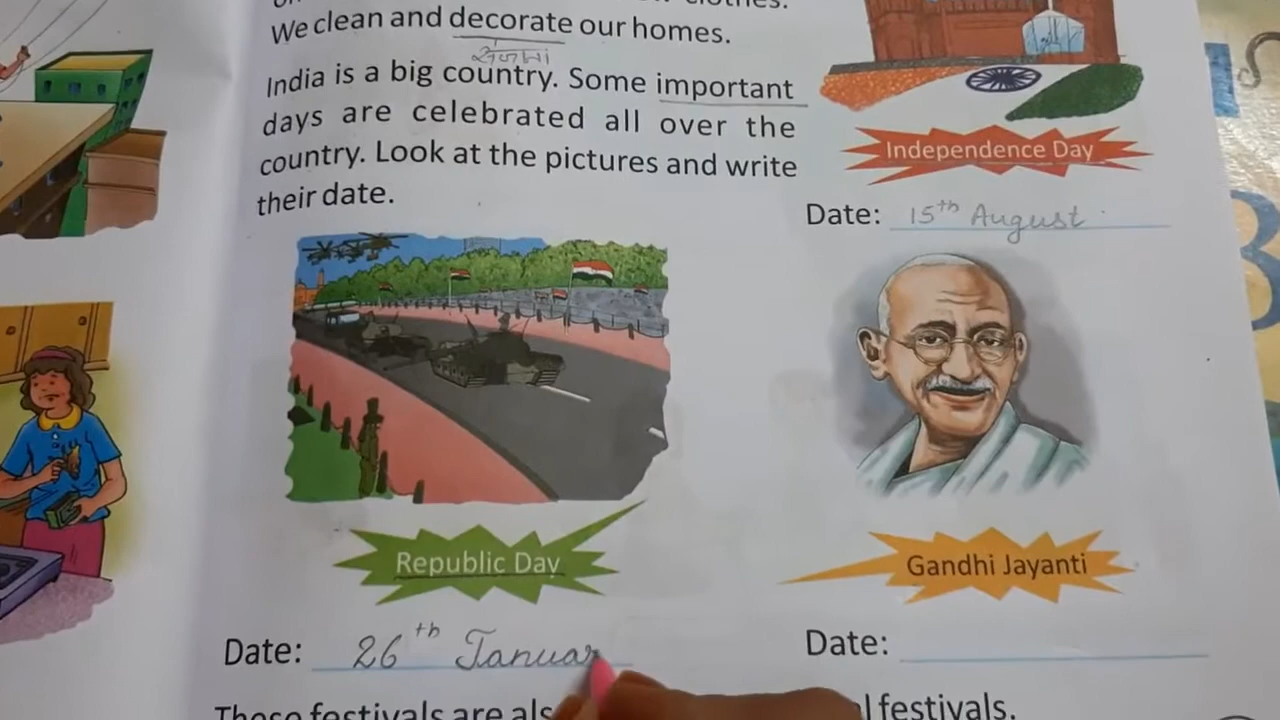 We clean and decorate our homes.
सजाना
India is a big country. Some important
days are celebrated all over the
country. Look at the pictures and write
their date.
Independence Day
Date: 15th August
Republic Day
Gandhi Jayanti
Date: 26th Januar
Date:
These festivals are als
festivals.